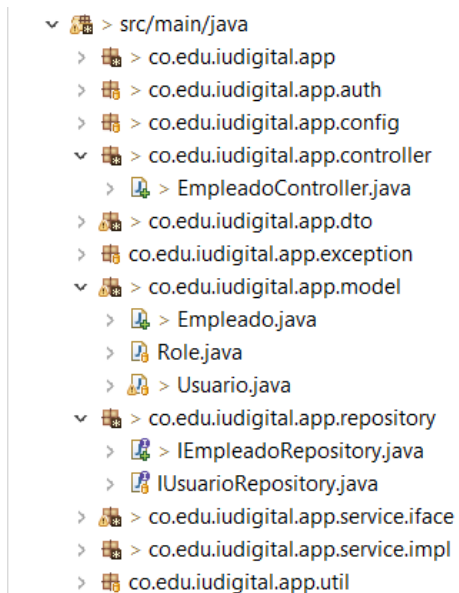 > src/main/java
> co.edu.iudigital.app
> co.edu.iudigital.app.auth
> co.edu.iudigital.app.config
> co.edu.iudigital.app.controller
> EmpleadoController.java
> co.edu.iudigital.app.dto
co.edu.iudigital.app.exception
> co.edu.iudigital.app.model
> Empleado.java
Role.java
> Usuario.java
> co.edu.iudigital.app.repository
> IEmpleadoRepository.java
IUsuarioRepository.java
> co.edu.iudigital.app.service.iface
> co.edu.iudigital.app.service.impl
co.edu.iudigital.app.util